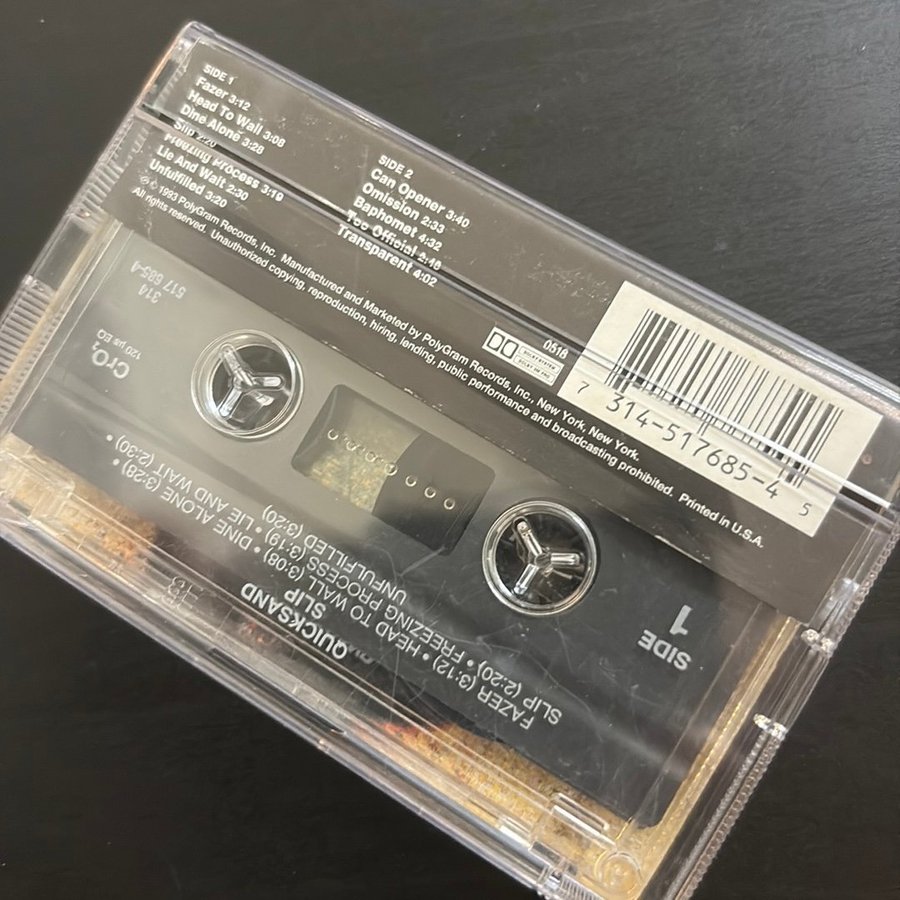 SIDE 1
Fazer 3:12
Head To Wall 3:08
Dine Alone 3:28
Slip 2:20
Freezing Process 3:19
Lie And Wait 2:30
Unfulfilled 3:20
SIDE 2
Can Opener 3:40
Omission 2:33
Baphomet 4:32
Too Official 2:48
Transparent 4:02
℗ © 1993 PolyGram Records, Inc. Manufactured and Marketed by PolyGram Records, Inc., New York, New York.
All rights reserved. Unauthorized copying, reproduction, hiring, lending, public performance and broadcasting prohibited. Printed in U.S.A.
DOLBY SYSTEM
DOLBY HX PRO
0518
7 314-517685-4 5
314
517 685-4
CrO₂
120 µs EQ
QUICKSAND
SLIP
FAZER (3:12) • HEAD TO WALL (3:08) • DINE ALONE (3:28) •
SLIP (2:20) • FREEZING PROCESS (3:19) • LIE AND WAIT (2:30) •
UNFULFILLED (3:20)
SIDE
1